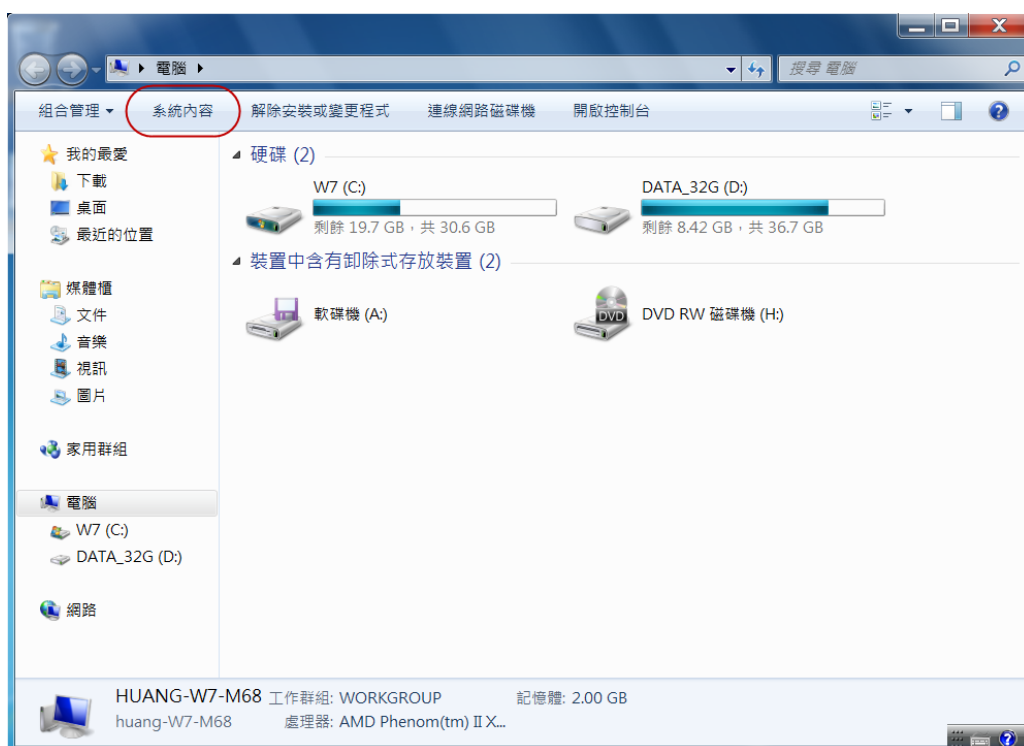 電腦
搜尋 電腦
組合管理 系統內容 解除安裝或變更程式 連線網路磁碟機 開啟控制台
我的最愛
下載
桌面
最近的位置
媒體櫃
文件
音樂
視訊
圖片
家用群組
電腦
W7 (C:)
DATA_32G (D:)
網路
硬碟 (2)
W7 (C:)
剩餘 19.7 GB，共 30.6 GB
DATA_32G (D:)
剩餘 8.42 GB，共 36.7 GB
裝置中含有卸除式存放裝置 (2)
軟碟機 (A:)
DVD
DVD RW 磁碟機 (H:)
HUANG-W7-M68 工作群組: WORKGROUP 記憶體: 2.00 GB
huang-W7-M68 處理器: AMD Phenom(tm) II X...